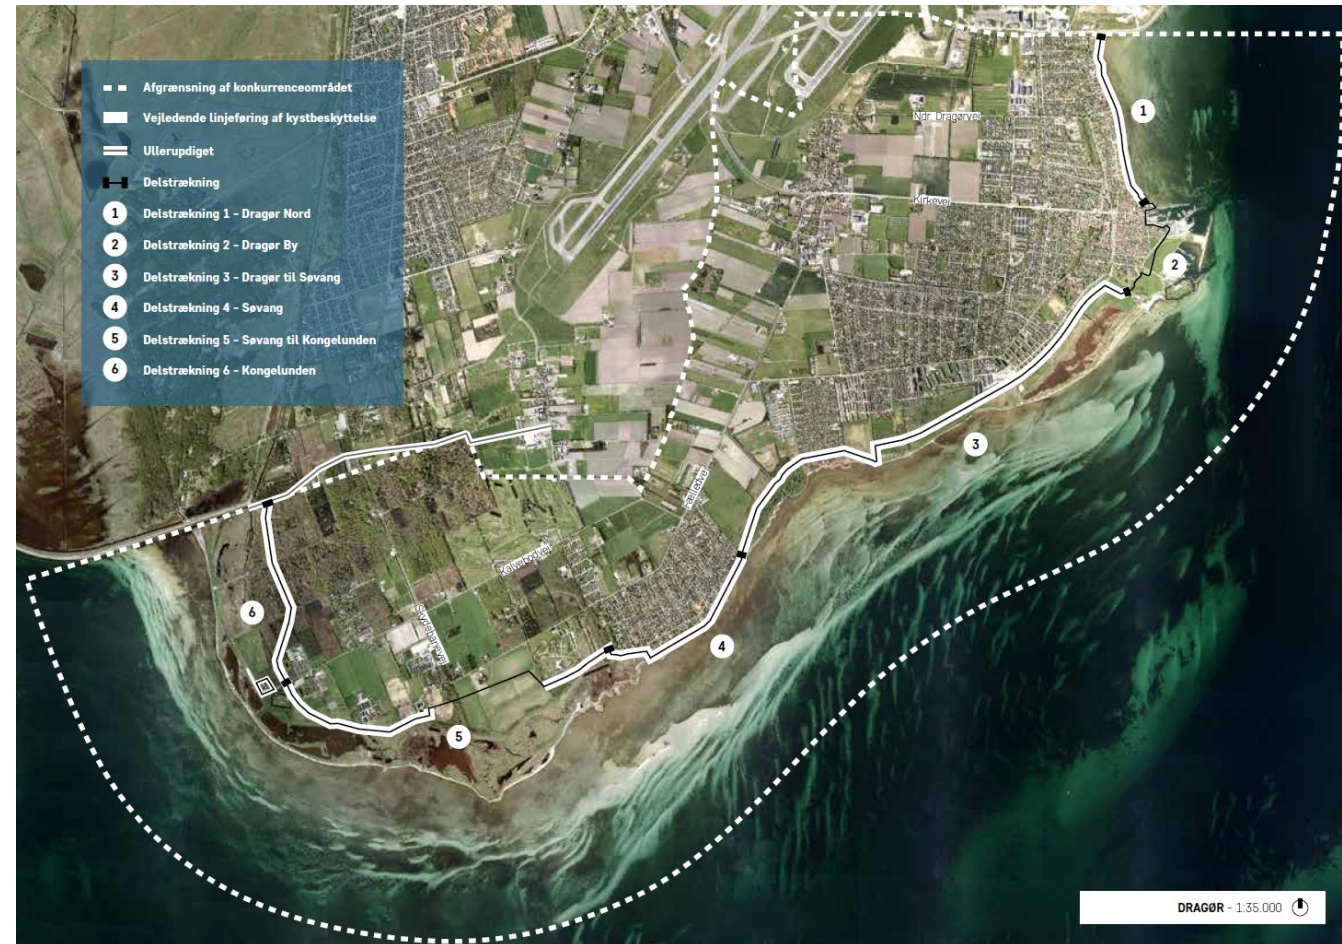 Afgrænsning af konkurrenceområdet
Vejledende linjeføring af kystbeskyttelse
Ullerupdiget
Delstrækning
1 Delstrækning 1 - Dragør Nord
2 Delstrækning 2 - Dragør By
3 Delstrækning 3 - Dragør til Søvang
4 Delstrækning 4 - Søvang
5 Delstrækning 5 - Søvang til Kongelunden
6 Delstrækning 6 - Kongelunden
1
Ndr. Dragørvej
Kirkevej
2
3
Fælledvej
Kalvebodvej
6
Skydebanevej
4
5
DRAGØR - 1:35.000